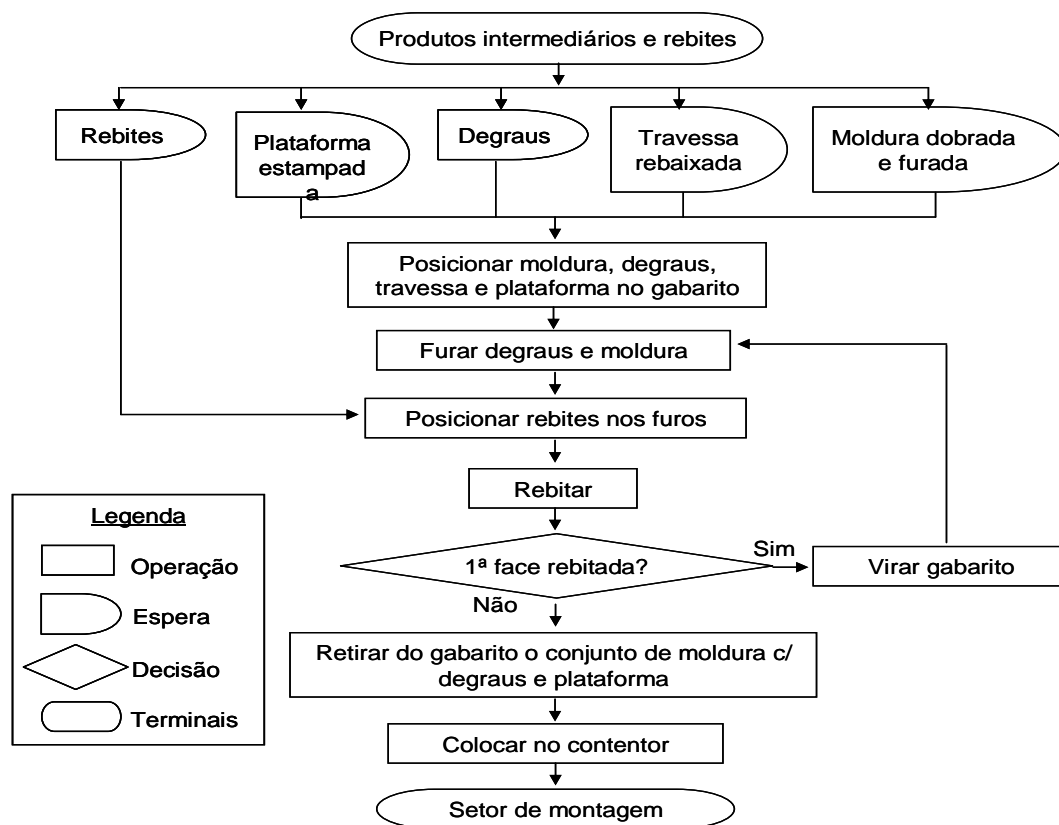 Produtos intermediários e rebites
Rebites
Plataforma
estampad
a
Degraus
Travessa
rebaixada
Moldura dobrada
e furada
Posicionar moldura, degraus,
travessa e plataforma no gabarito
Furar degraus e moldura
Posicionar rebites nos furos
Rebitar
1ª face rebitada?
Sim
Virar gabarito
Não
Retirar do gabarito o conjunto de moldura c/
degraus e plataforma
Colocar no contentor
Setor de montagem
Legenda
Operação
Espera
Decisão
Terminais